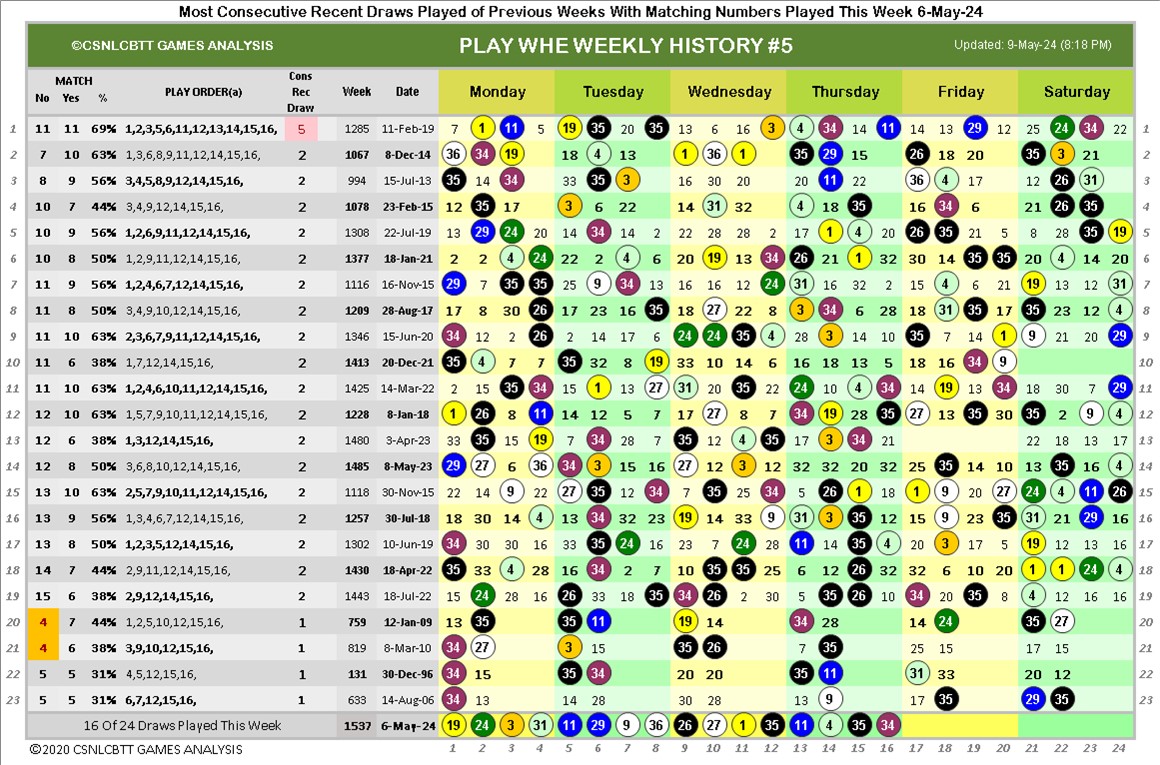 Most Consecutive Recent Draws Played of Previous Weeks With Matching Numbers Played This Week 6-May-24
©CSNLCBTT GAMES ANALYSIS PLAY WHE WEEKLY HISTORY #5 Updated: 9-May-24 (8:18 PM)
No MATCH Yes % PLAY ORDER(a) Cons Rec Draw Week Date Monday Tuesday Wednesday Thursday Friday Saturday
1 11 11 69% 1,2,3,5,6,11,12,13,14,15,16, 5 1285 11-Feb-19 7 1 11 5 19 35 20 35 13 6 16 3 4 34 14 16 14 13 29 12 25 24 34 22 1
2 7 10 63% 1,3,6,8,9,11,12,14,15,16, 2 1067 8-Dec-14 36 34 19 18 4 13 1 36 1 35 29 15 26 18 20 35 3 21 2
3 8 9 56% 3,4,5,8,9,12,14,15,16, 2 994 15-Jul-13 35 14 34 33 35 3 16 30 20 20 11 22 36 4 17 12 26 31 3
4 10 7 44% 3,4,9,12,14,15,16, 2 1078 23-Feb-15 12 35 17 3 6 22 14 31 32 4 18 35 16 34 6 21 26 35 4
5 10 9 56% 1,2,6,9,11,12,14,15,16, 2 1308 22-Jul-19 13 29 24 20 14 34 14 2 22 28 28 2 17 1 4 20 26 35 21 5 8 28 35 19 5
6 10 8 50% 1,2,9,11,12,14,15,16, 2 1377 18-Jan-21 2 2 4 24 22 2 4 6 20 19 13 34 26 21 1 32 30 14 35 35 20 4 14 20 6
7 11 9 56% 1,2,4,6,7,12,14,15,16, 2 1116 16-Nov-15 29 7 35 35 25 9 34 13 16 16 12 24 31 16 32 2 15 4 6 21 19 13 12 31 7
8 11 8 50% 3,4,9,10,12,14,15,16, 2 1209 28-Aug-17 17 8 30 26 17 23 16 35 18 27 22 8 3 34 6 28 18 31 35 17 35 23 12 4 8
9 11 10 63% 2,3,6,7,9,11,12,14,15,16, 2 1346 15-Jun-20 34 12 2 26 2 14 17 6 24 24 35 4 28 3 14 10 35 7 14 1 9 21 20 29 9
10 11 6 38% 1,7,12,14,15,16, 2 1413 20-Dec-21 35 4 7 7 35 32 8 19 33 10 14 6 16 18 13 5 18 16 34 9 10
11 11 10 63% 1,2,4,6,10,11,12,14,15,16, 2 1425 14-Mar-22 2 15 35 34 15 1 13 27 31 20 35 22 24 10 4 34 14 19 13 34 18 30 7 29 11
12 12 10 63% 1,5,7,9,10,11,12,14,15,16, 2 1228 8-Jan-18 1 26 8 11 14 12 5 7 17 27 8 7 34 19 28 35 27 13 35 30 35 2 9 4 12
13 12 6 38% 1,3,12,14,15,16, 2 1480 3-Apr-23 33 35 15 19 7 34 28 7 35 12 4 35 17 3 34 21 22 18 13 17 13
14 12 8 50% 3,6,8,10,12,14,15,16, 2 1485 8-May-23 29 27 6 36 34 3 15 16 27 12 3 12 32 32 20 32 25 35 14 10 13 35 16 4 14
15 13 10 63% 2,5,7,9,10,11,12,14,15,16, 2 1118 30-Nov-15 22 14 9 22 27 35 12 34 7 35 15 34 5 26 1 18 1 9 20 27 24 4 11 26 15
16 13 56% 1,3,4,6,7,12,14,15,16, 2 1257 30-Jul-18 18 30 14 4 13 34 32 23 19 14 33 9 31 3 35 12 15 9 23 35 31 21 29 16 16
17 13 8 50% 1,2,3,5,12,14,15,16, 2 1302 10-Jun-19 34 30 30 16 33 35 24 16 23 7 24 28 11 14 35 4 20 3 17 5 19 12 13 16 17
18 14 7 44% 2,9,11,12,14,15,16, 2 1430 18-Apr-22 35 33 4 28 16 34 2 7 10 35 35 25 6 12 26 18 32 6 10 20 1 1 24 4 18
19 15 6 38% 2,9,12,14,15,16, 2 1443 18-Jul-22 15 24 28 16 26 33 18 35 34 26 2 30 5 35 26 10 34 20 35 8 4 12 16 16 19
20 4 7 44% 1,2,5,10,12,15,16, 1 759 12-Jan-09 13 35 35 11 19 14 34 28 14 24 35 27 20
21 4 6 38% 3,9,10,12,15,16, 1 819 8-Mar-10 34 27 3 15 35 26 7 35 25 15 17 15 21
22 5 5 31% 4,5,12,15,16, 1 131 30-Dec-96 34 15 35 34 20 20 35 11 31 22 20 12 22
23 5 5 31% 6,7,12,15,16, 1 633 14-Aug-06 34 13 14 28 30 28 13 9 17 35 29 35 23
16 Of 24 Draws Played This Week 1537 6-May-24 19 24 3 31 11 29 9 36 26 27 1 35 11 4 35 34
©2020 CSNLCBTT GAMES ANALYSIS 1 2 3 4 5 6 7 8 9 10 11 12 13 14 15 16 17 18 19 20 21 22 23 24